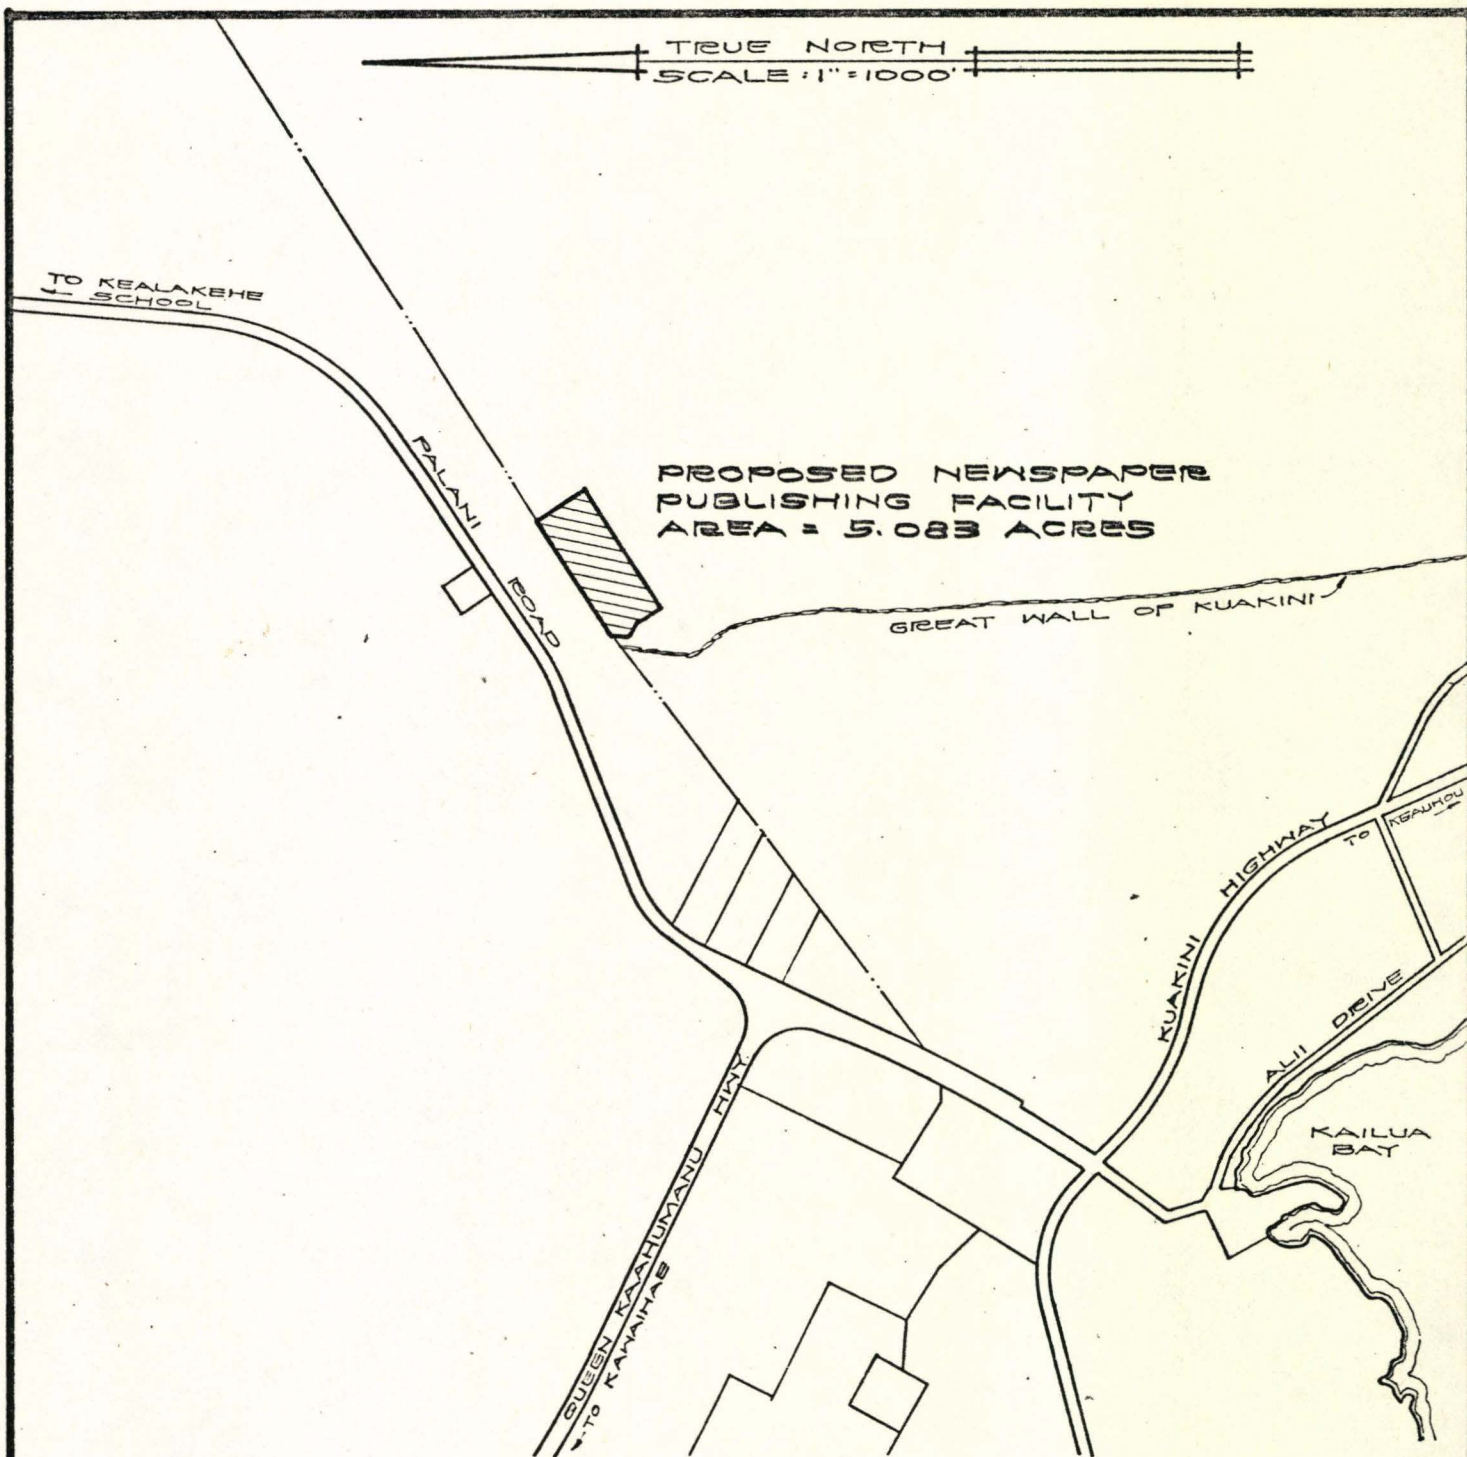 TRUE NORTH
SCALE : 1" = 1000'
TO KEALAKEHE
SCHOOL
PALANI
ROAD
PROPOSED NEWSPAPER
PUBLISHING FACILITY
AREA = 5.083 ACRES
GREAT WALL OF KUAKINI
KUAKINI HIGHWAY
TO KEAUHOU
ALII DRIVE
KAILUA
BAY
QUEEN KAAHUMANU HWY.
TO KAWAIHAE